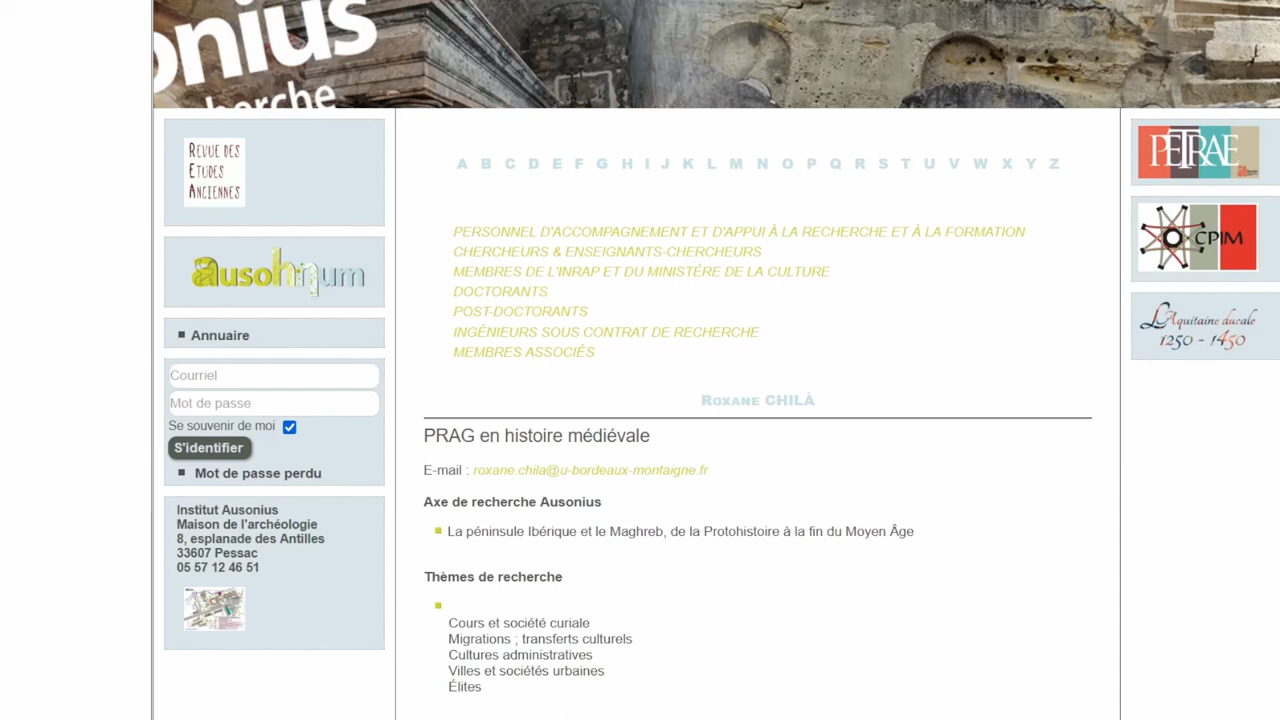 onius
cherche
REVUE DES
ETUDES
ANCIENNES
ausohnum
Annuaire
Courriel
Mot de passe
Se souvenir de moi
S'identifier
Mot de passe perdu
Institut Ausonius
Maison de l'archéologie
8, esplanade des Antilles
33607 Pessac
05 57 12 46 51
A B C D E F G H I J K L M N O P Q R S T U V W X Y Z
PERSONNEL D'ACCOMPAGNEMENT ET D'APPUI À LA RECHERCHE ET À LA FORMATION
CHERCHEURS & ENSEIGNANTS-CHERCHEURS
MEMBRES DE L'INRAP ET DU MINISTÈRE DE LA CULTURE
DOCTORANTS
POST-DOCTORANTS
INGÉNIEURS SOUS CONTRAT DE RECHERCHE
MEMBRES ASSOCIÉS
Roxane CHILÀ
PRAG en histoire médiévale
E-mail : roxane.chila@u-bordeaux-montaigne.fr
Axe de recherche Ausonius
La péninsule Ibérique et le Maghreb, de la Protohistoire à la fin du Moyen Âge
Thèmes de recherche
Cours et société curiale
Migrations ; transferts culturels
Cultures administratives
Villes et sociétés urbaines
Élites
PETRAE
CPIM
L'Aquitaine ducale
1250 - 1450